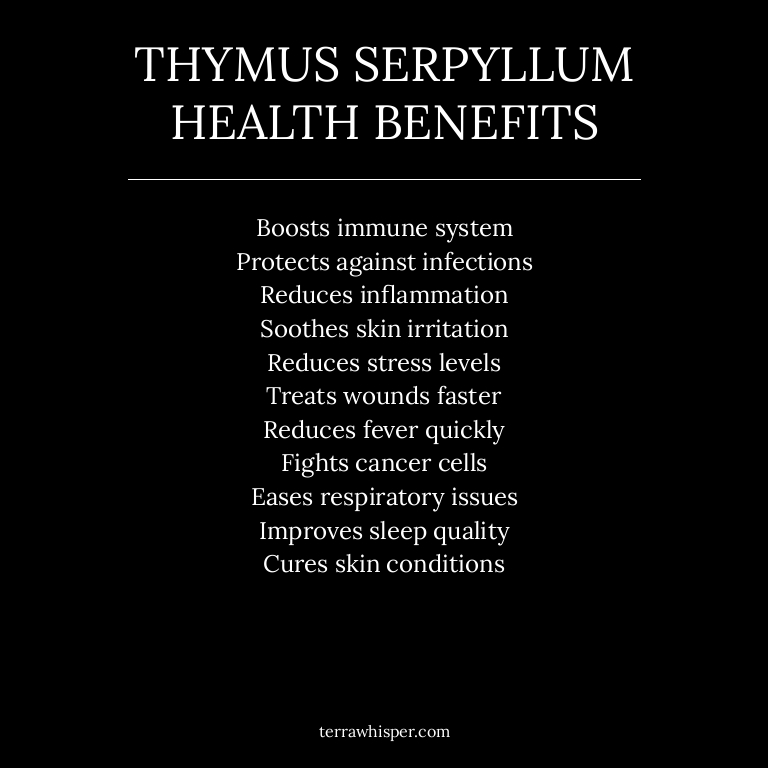 THYMUS SERPYLLUM
HEALTH BENEFITS
Boosts immune system
Protects against infections
Reduces inflammation
Soothes skin irritation
Reduces stress levels
Treats wounds faster
Reduces fever quickly
Fights cancer cells
Eases respiratory issues
Improves sleep quality
Cures skin conditions
terrawhisper.com